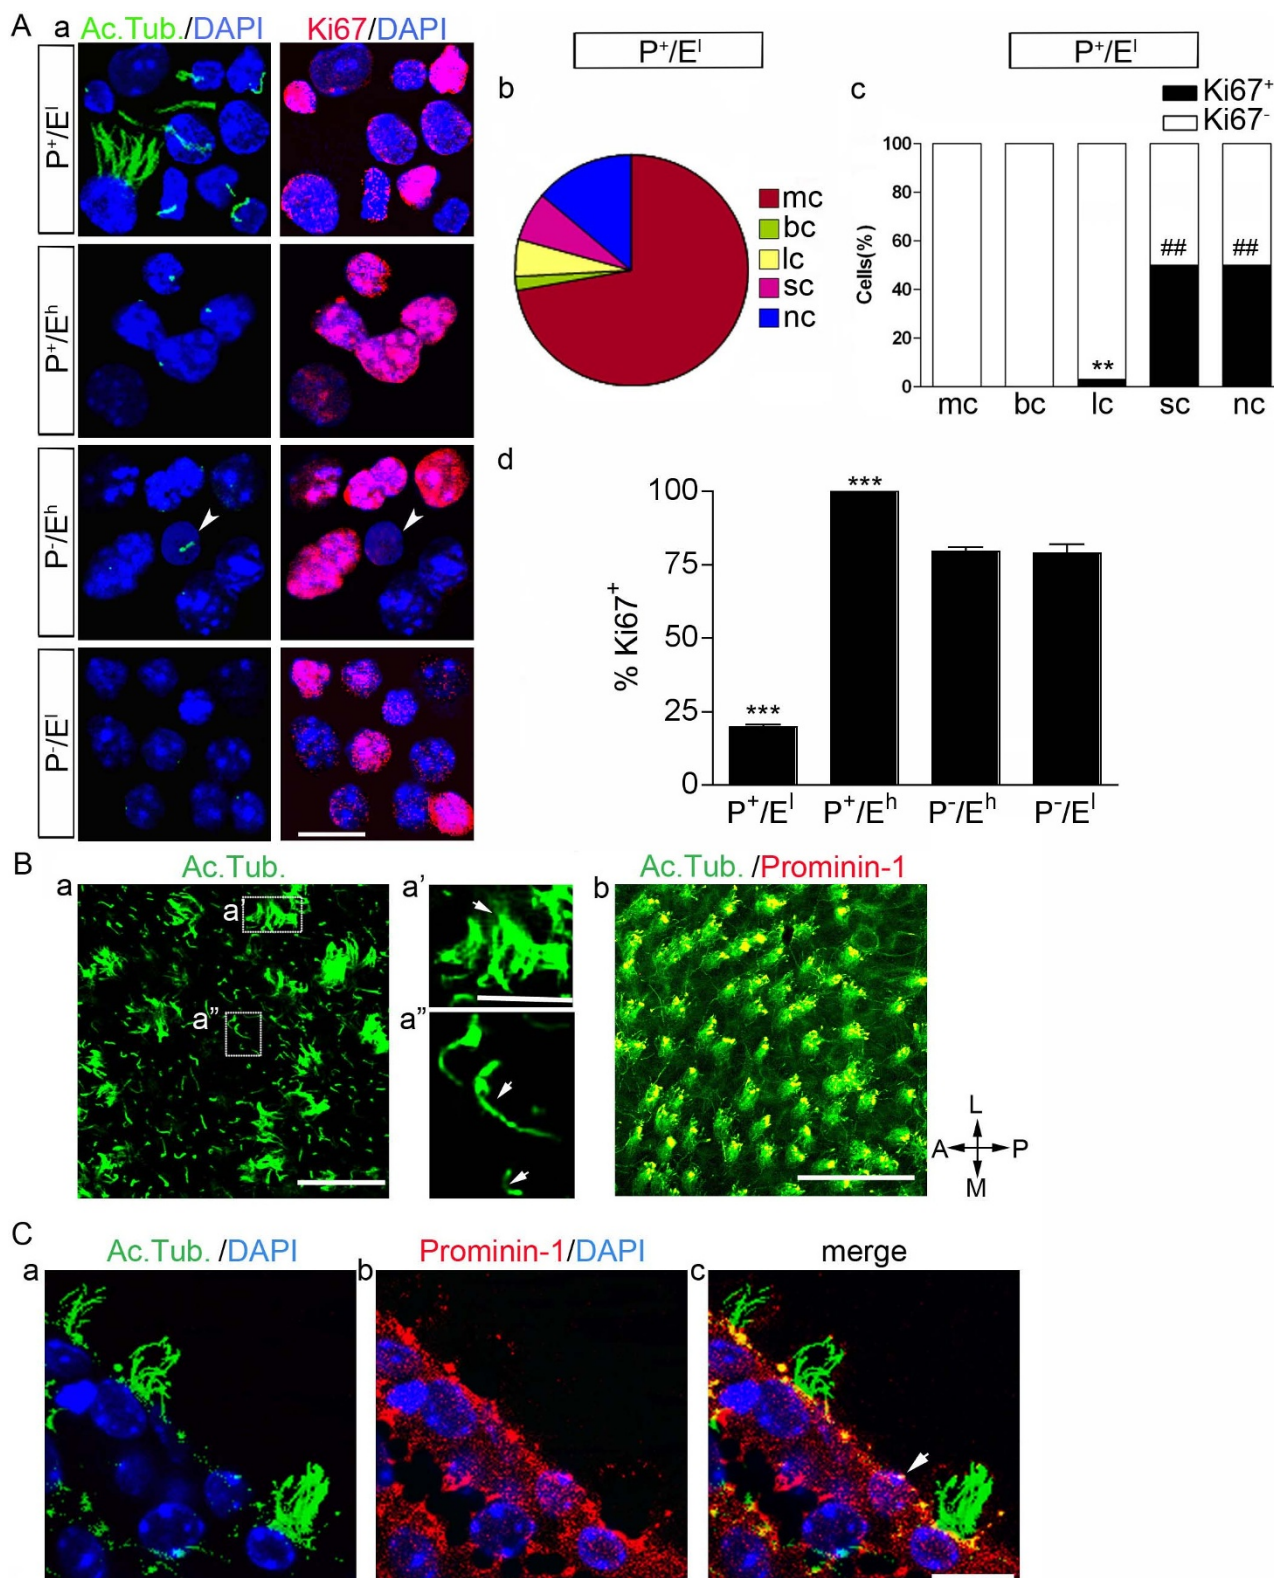 A
a
Ac.Tub./DAPI
Ki67/DAPI
P⁺/Eˡ
P⁺/Eʰ
P⁻/Eʰ
P⁻/Eˡ
b
P⁺/Eˡ
mc
bc
lc
sc
nc
c
P⁺/Eˡ
Ki67⁺
Ki67⁻
Cells(%)
100
80
60
40
20
0
**
##
##
mc bc lc sc nc
d
% Ki67⁺
100
75
50
25
0
***
***
P⁺/Eˡ P⁺/Eʰ P⁻/Eʰ P⁻/Eˡ
B
Ac.Tub.
a
a'
a"
a'
a"
Ac.Tub. /Prominin-1
b
L
A P
M
C
Ac.Tub. /DAPI
a
Prominin-1/DAPI
b
merge
c